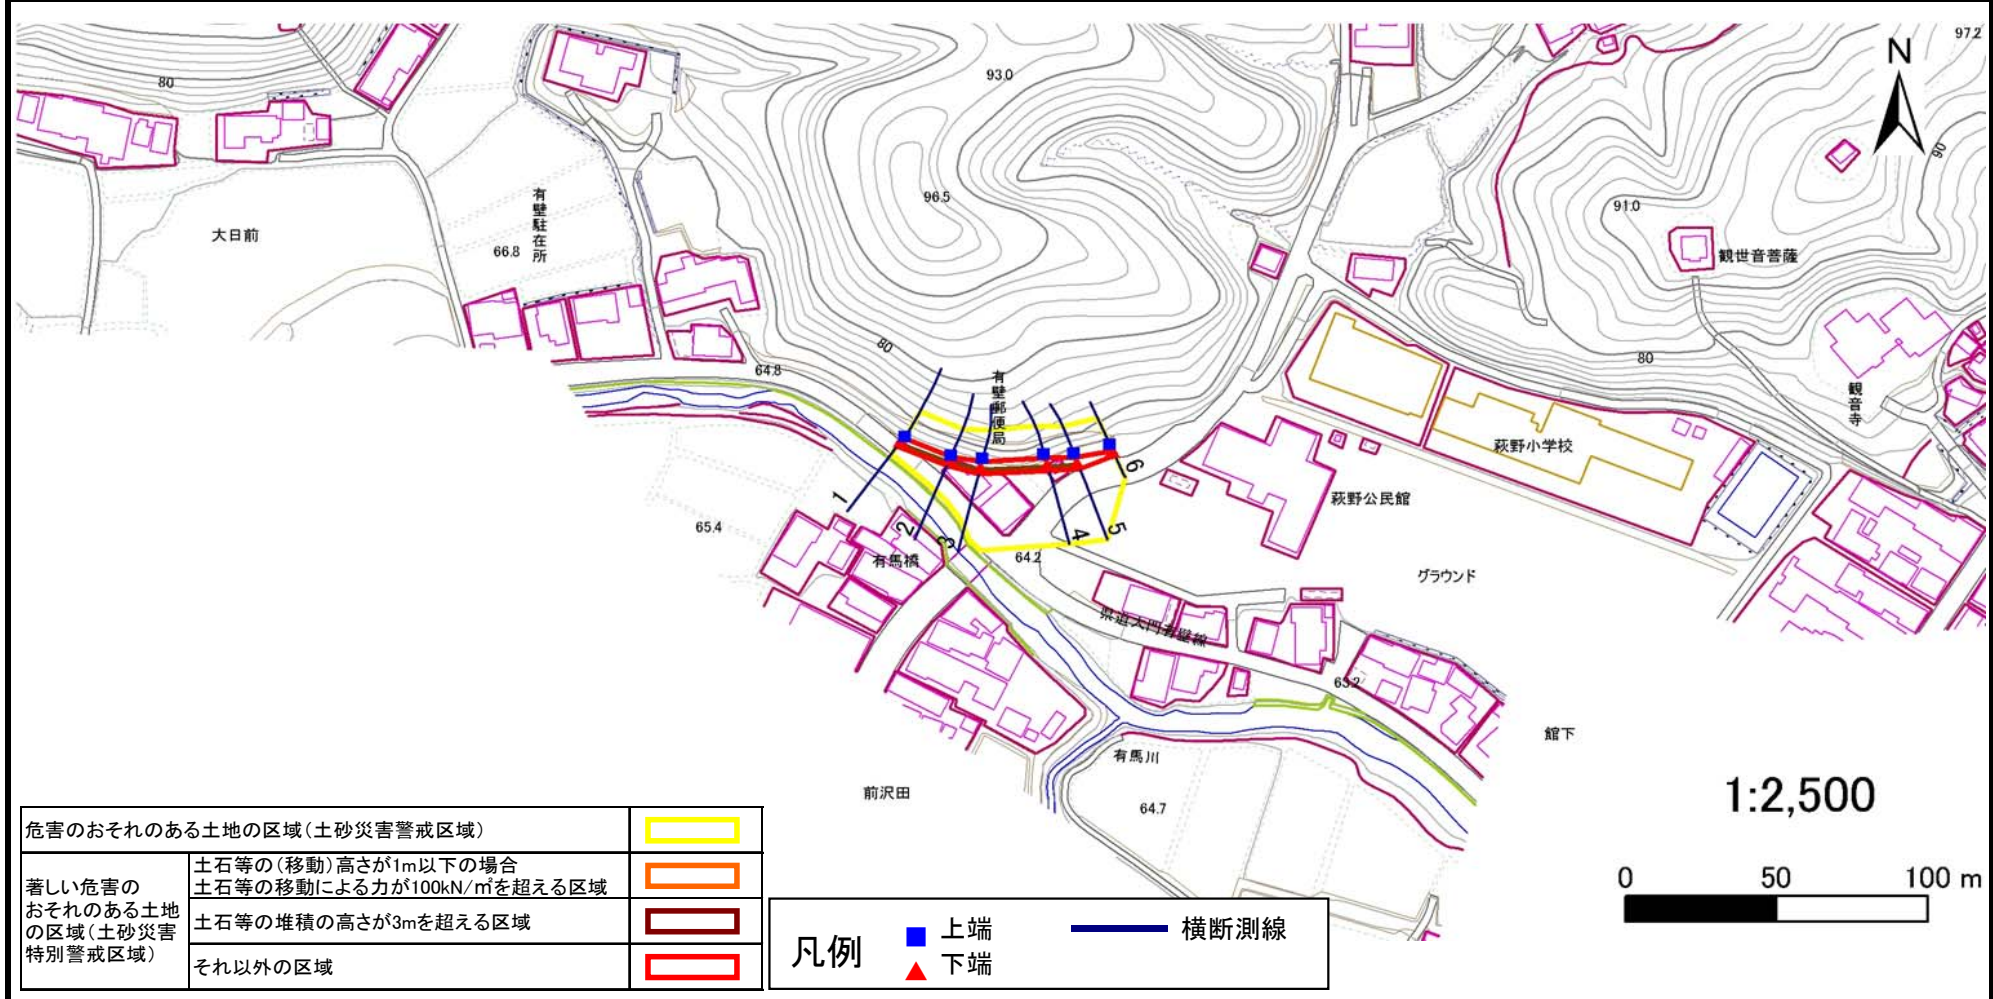 97.2
N
80
93.0
90
有壁駐在所
96.5
91.0
大日前
66.8
観世音菩薩
80
80
64.8
有壁郵便局
観音寺
萩野小学校
6
1
萩野公民館
65.4
2
3
4
5
有馬橋
64.2
グラウンド
県道大門有壁線
63.2
館下
有馬川
前沢田
64.7
1:2,500
0 50 100 m
危害のおそれのある土地の区域(土砂災害警戒区域)
著しい危害の
おそれのある土地
の区域(土砂災害
特別警戒区域)
土石等の(移動)高さが1m以下の場合
土石等の移動による力が100kN/㎡を超える区域
土石等の堆積の高さが3mを超える区域
それ以外の区域
凡例
上端
下端
横断測線